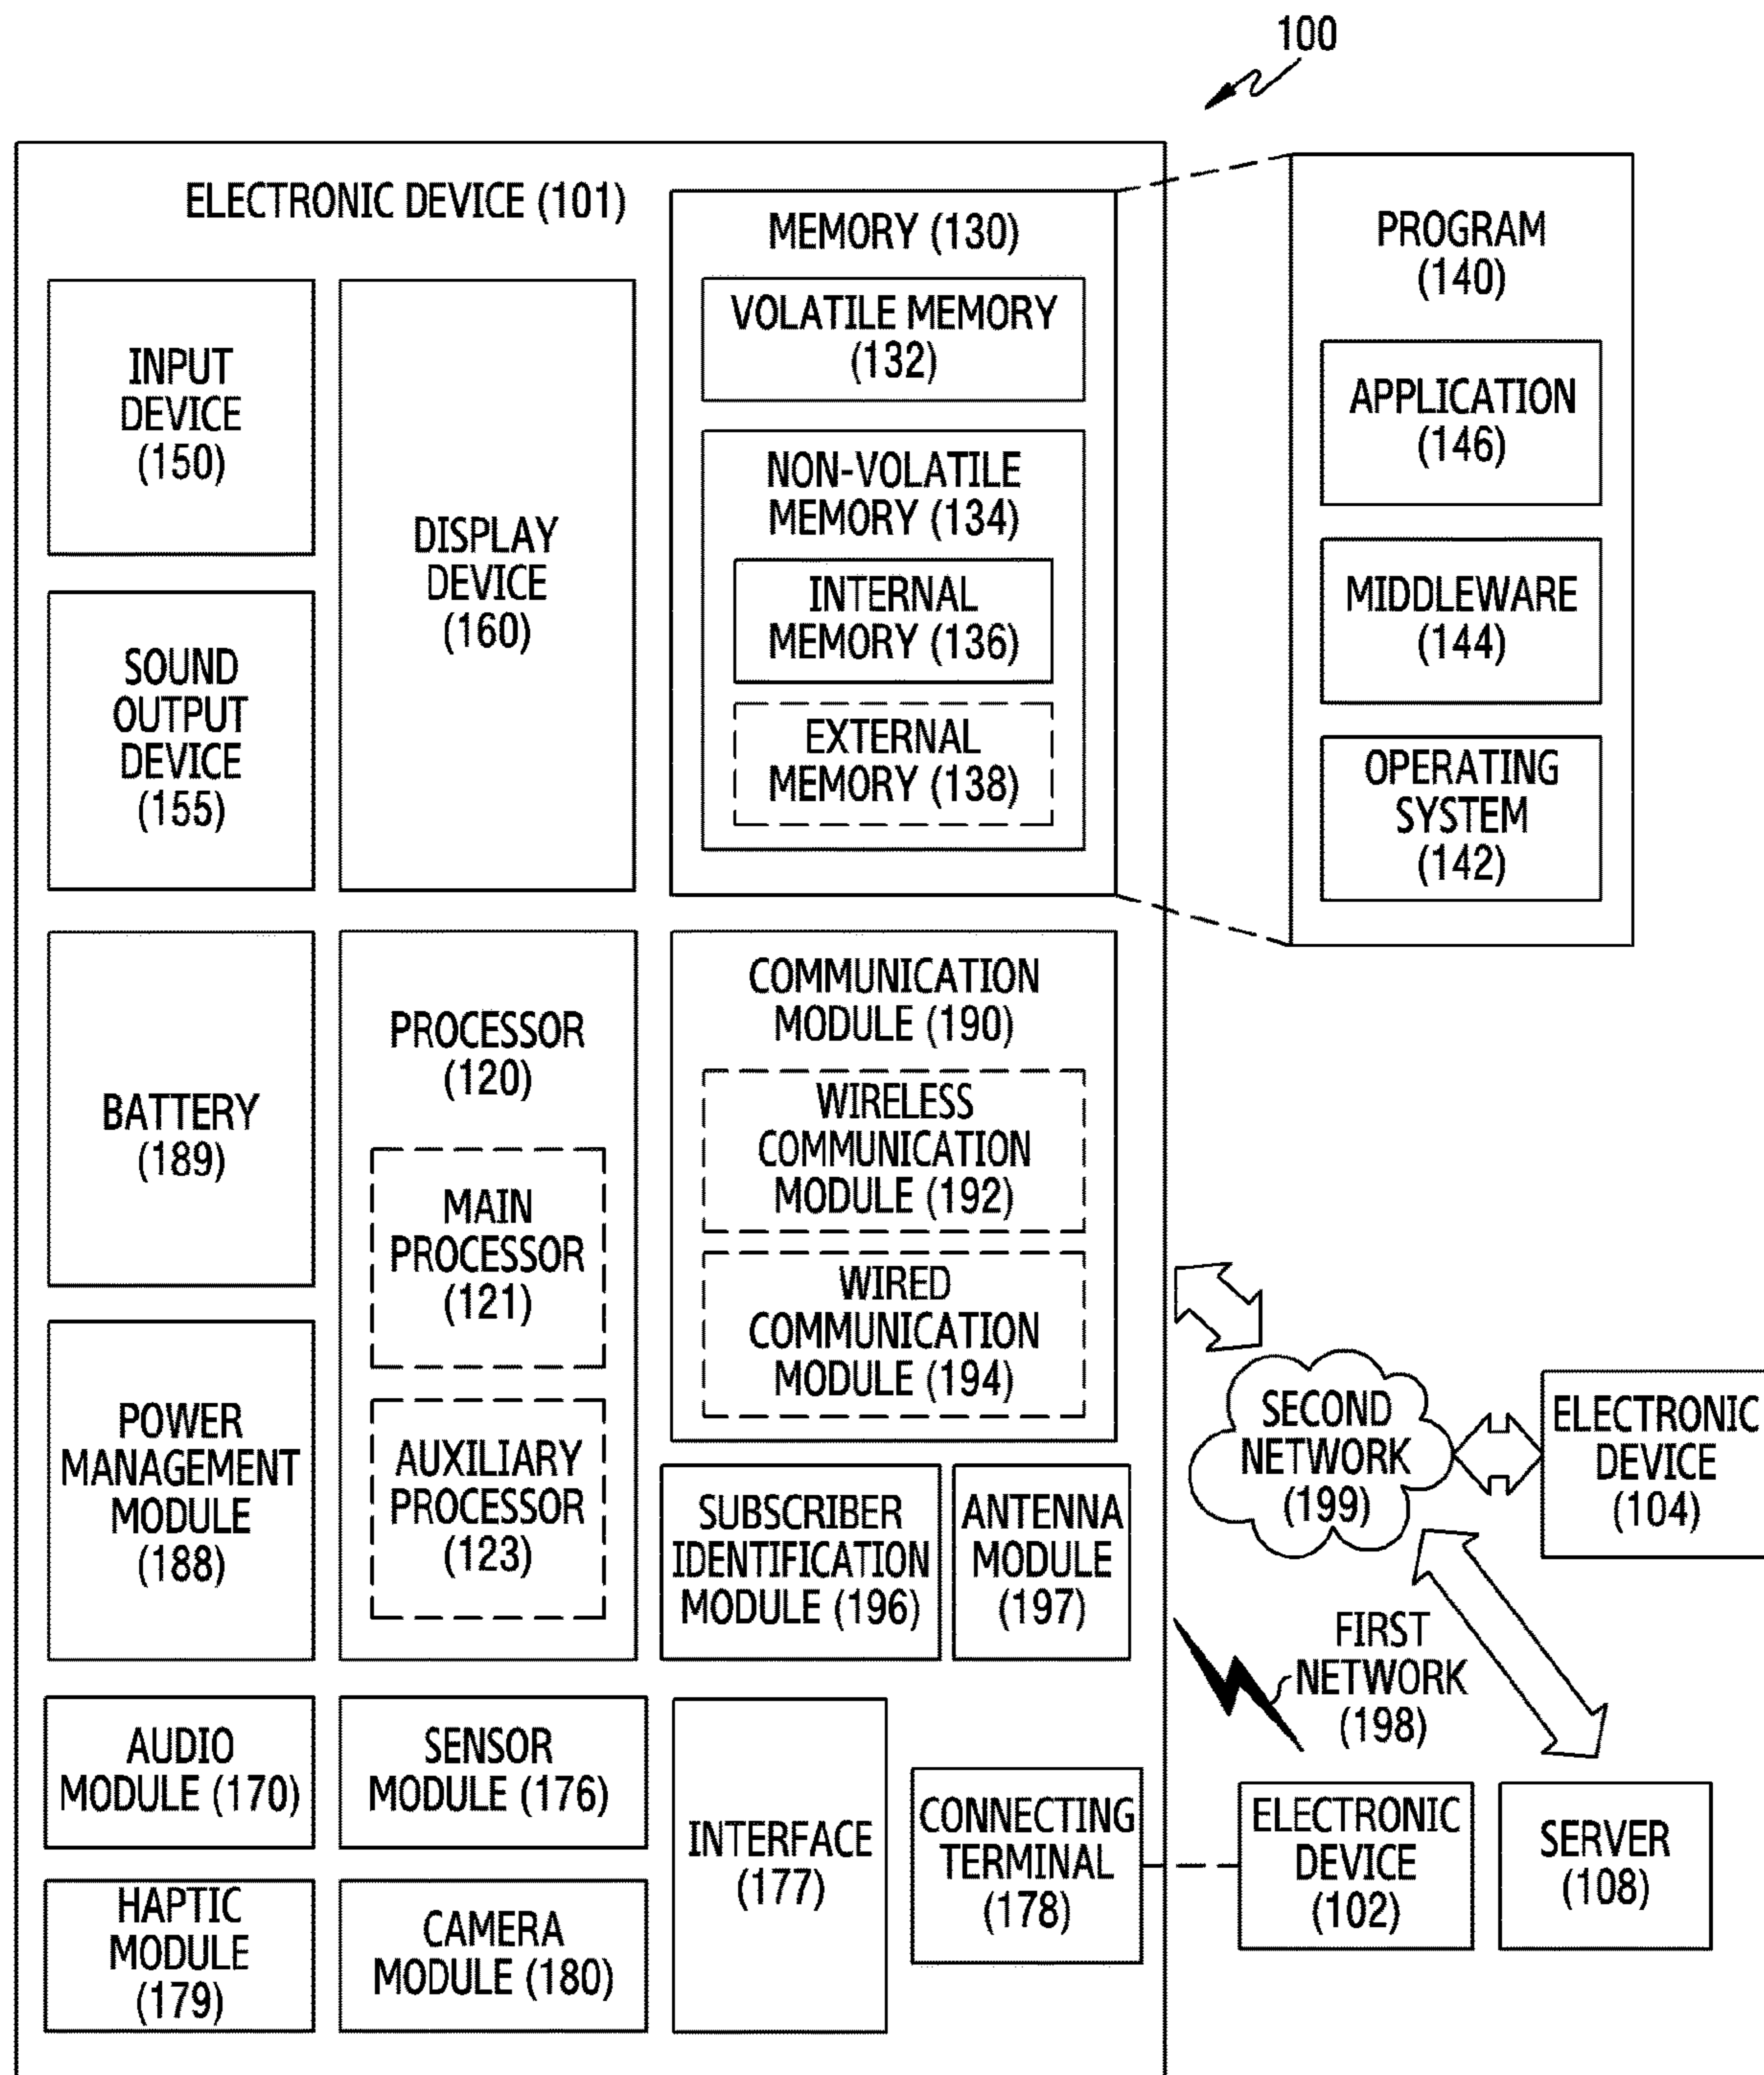 100
ELECTRONIC DEVICE (101)
INPUT
DEVICE
(150)
SOUND
OUTPUT
DEVICE
(155)
DISPLAY
DEVICE
(160)
MEMORY (130)
VOLATILE MEMORY
(132)
NON-VOLATILE
MEMORY (134)
INTERNAL
MEMORY (136)
EXTERNAL
MEMORY (138)
PROGRAM
(140)
APPLICATION
(146)
MIDDLEWARE
(144)
OPERATING
SYSTEM
(142)
BATTERY
(189)
POWER
MANAGEMENT
MODULE
(188)
PROCESSOR
(120)
MAIN
PROCESSOR
(121)
AUXILIARY
PROCESSOR
(123)
COMMUNICATION
MODULE (190)
WIRELESS
COMMUNICATION
MODULE (192)
WIRED
COMMUNICATION
MODULE (194)
SUBSCRIBER
IDENTIFICATION
MODULE (196)
ANTENNA
MODULE
(197)
SECOND
NETWORK
(199)
ELECTRONIC
DEVICE
(104)
FIRST
NETWORK
(198)
AUDIO
MODULE (170)
SENSOR
MODULE (176)
INTERFACE
(177)
CONNECTING
TERMINAL
(178)
ELECTRONIC
DEVICE
(102)
SERVER
(108)
HAPTIC
MODULE
(179)
CAMERA
MODULE (180)